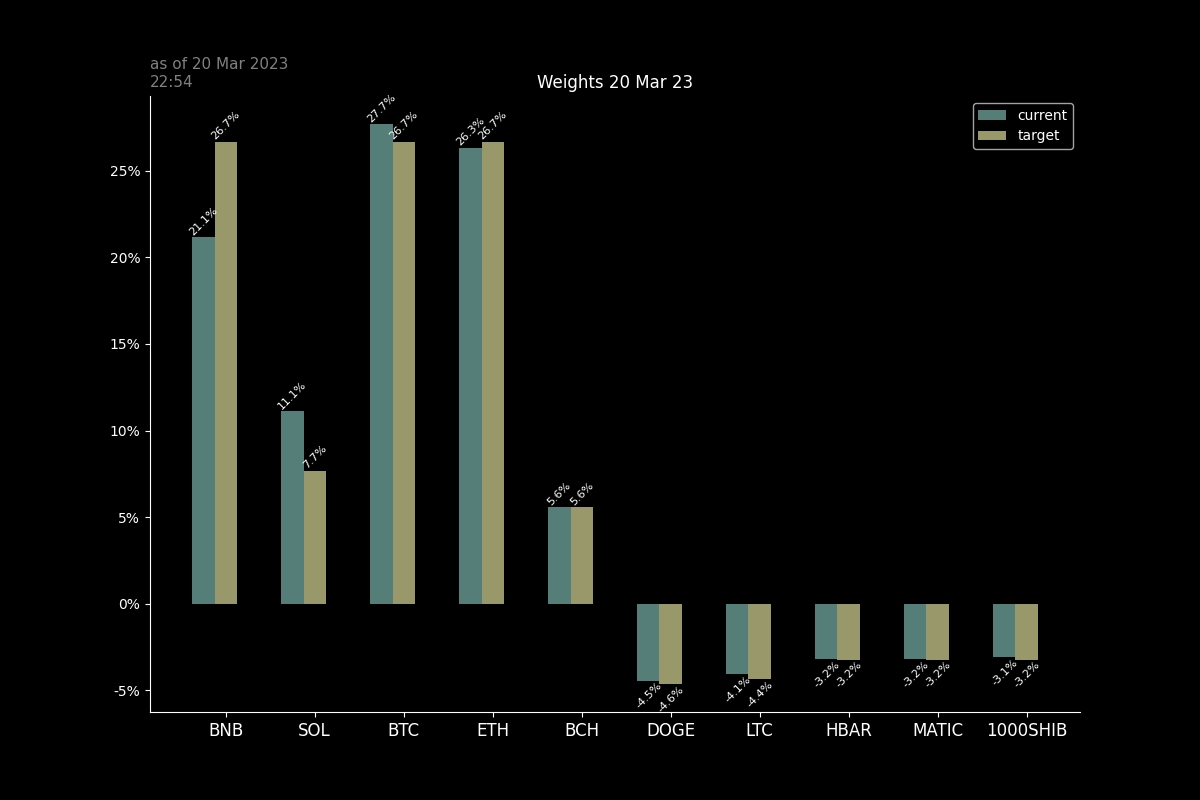 as of 20 Mar 2023
22:54
Weights 20 Mar 23
current
target
25%
20%
15%
10%
5%
0%
-5%
21.1%
26.7%
11.1%
7.7%
27.7%
26.7%
26.3%
26.7%
5.6%
5.6%
-4.5%
-4.6%
-4.1%
-4.4%
-3.2%
-3.2%
-3.2%
-3.2%
-3.1%
-3.2%
BNB
SOL
BTC
ETH
BCH
DOGE
LTC
HBAR
MATIC
1000SHIB